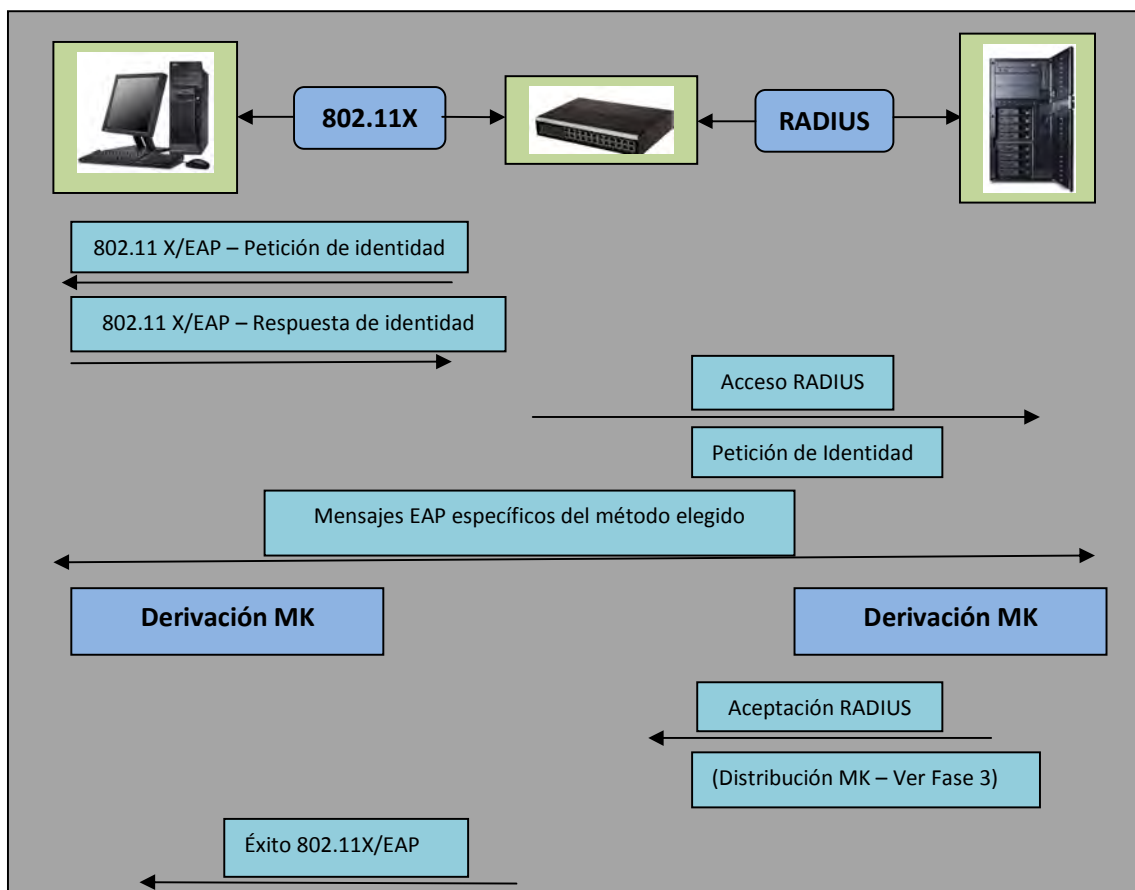 802.11X
RADIUS
802.11 X/EAP – Petición de identidad
802.11 X/EAP – Respuesta de identidad
Acceso RADIUS
Petición de Identidad
Mensajes EAP específicos del método elegido
Derivación MK
Derivación MK
Aceptación RADIUS
(Distribución MK – Ver Fase 3)
Éxito 802.11X/EAP